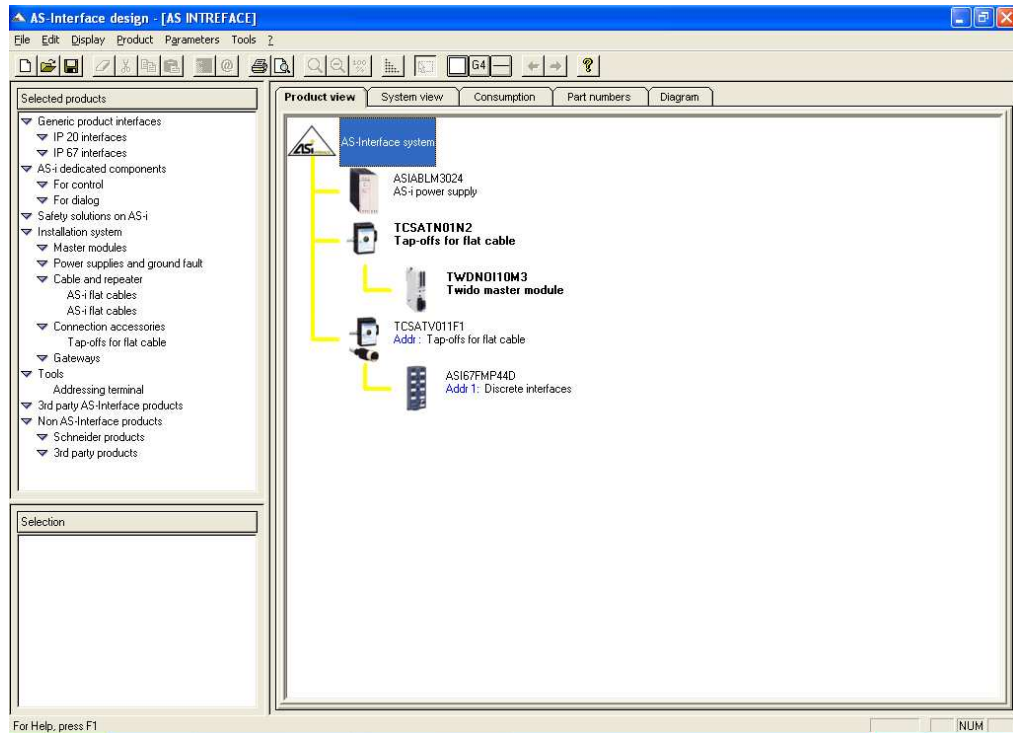 AS-Interface design - [AS INTREFACE]
File Edit Display Product Parameters Tools ?
100 % @ G4 ?
Selected products
Generic product interfaces
IP 20 interfaces
IP 67 interfaces
AS-i dedicated components
For control
For dialog
Safety solutions on AS-i
Installation system
Master modules
Power supplies and ground fault
Cable and repeater
AS-i flat cables
AS-i flat cables
Connection accessories
Tap-offs for flat cable
Gateways
Tools
Addressing terminal
3rd party AS-Interface products
Non AS-Interface products
Schneider products
3rd party products
Selection
Product view System view Consumption Part numbers Diagram
AS-Interface system
ASIABLM3024
AS-i power supply
TCSATN01N2
Tap-offs for flat cable
TWDNOI10M3
Twido master module
TCSATV011F1
Addr : Tap-offs for flat cable
ASI67FMP44D
Addr 1: Discrete interfaces
For Help, press F1
NUM